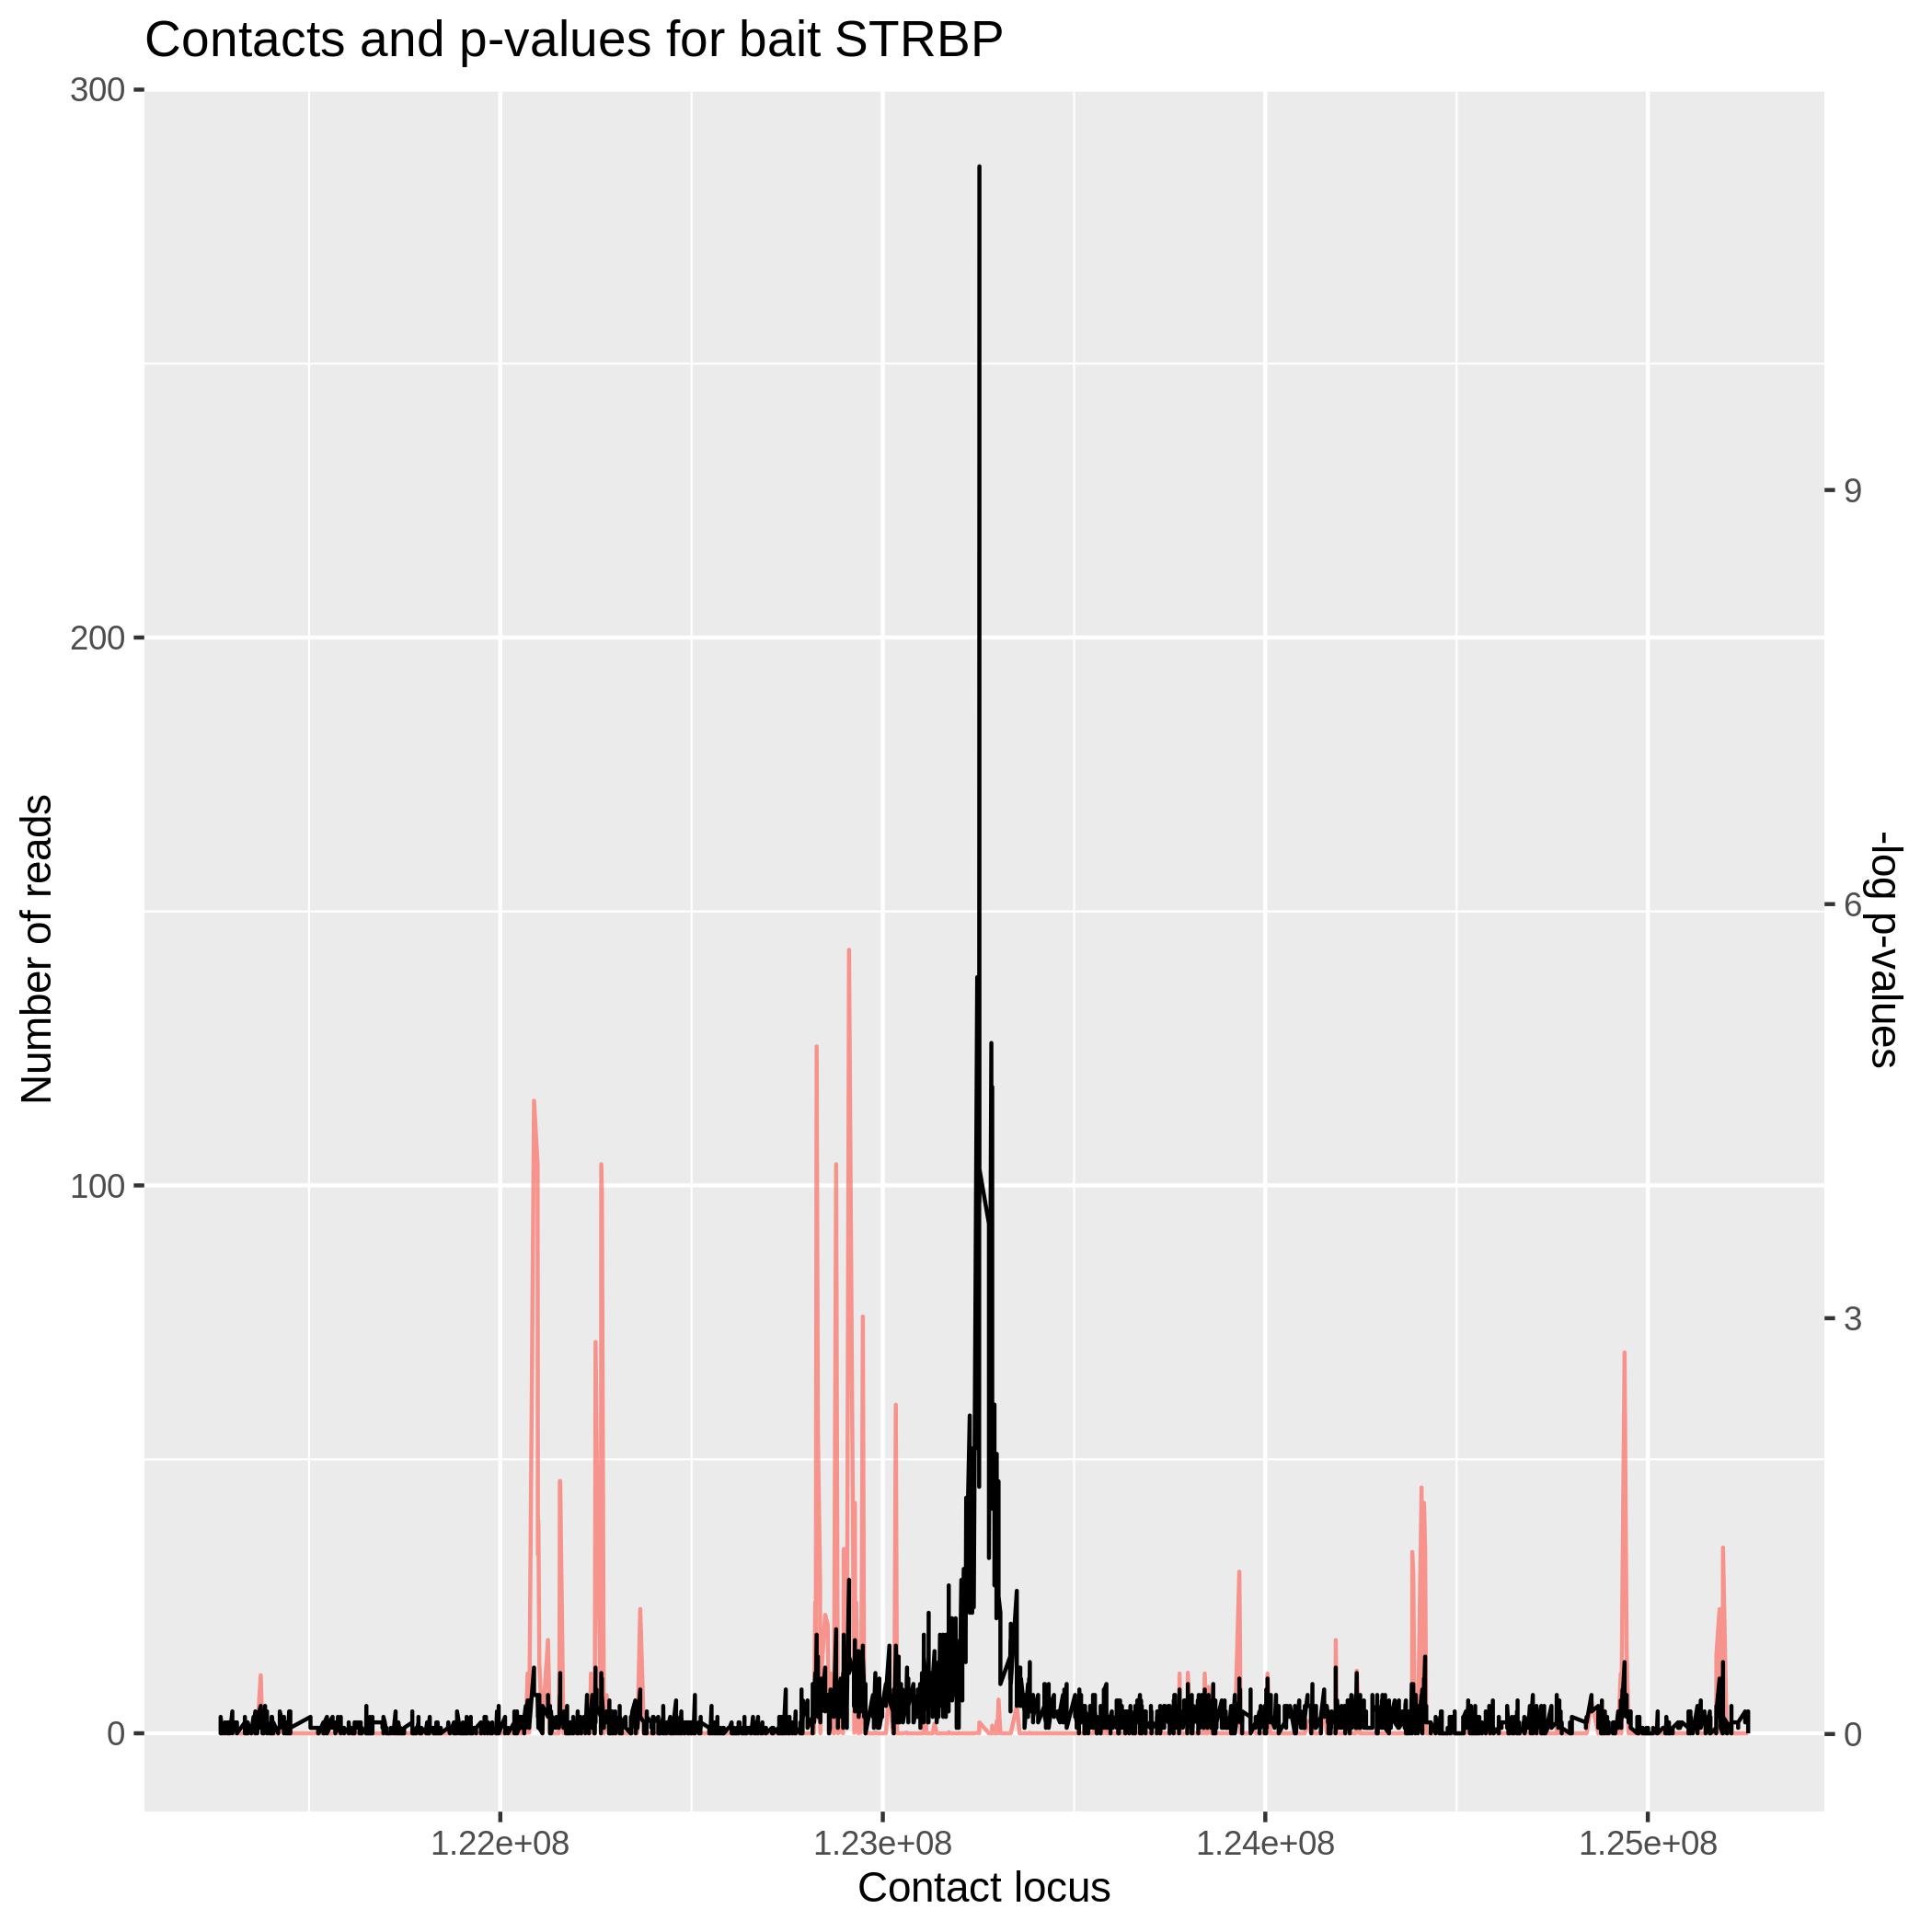 Contacts and p-values for bait STRBP
300
200
100
0
Number of reads
9
6
3
0
-log p-values
1.22e+08
1.23e+08
1.24e+08
1.25e+08
Contact locus